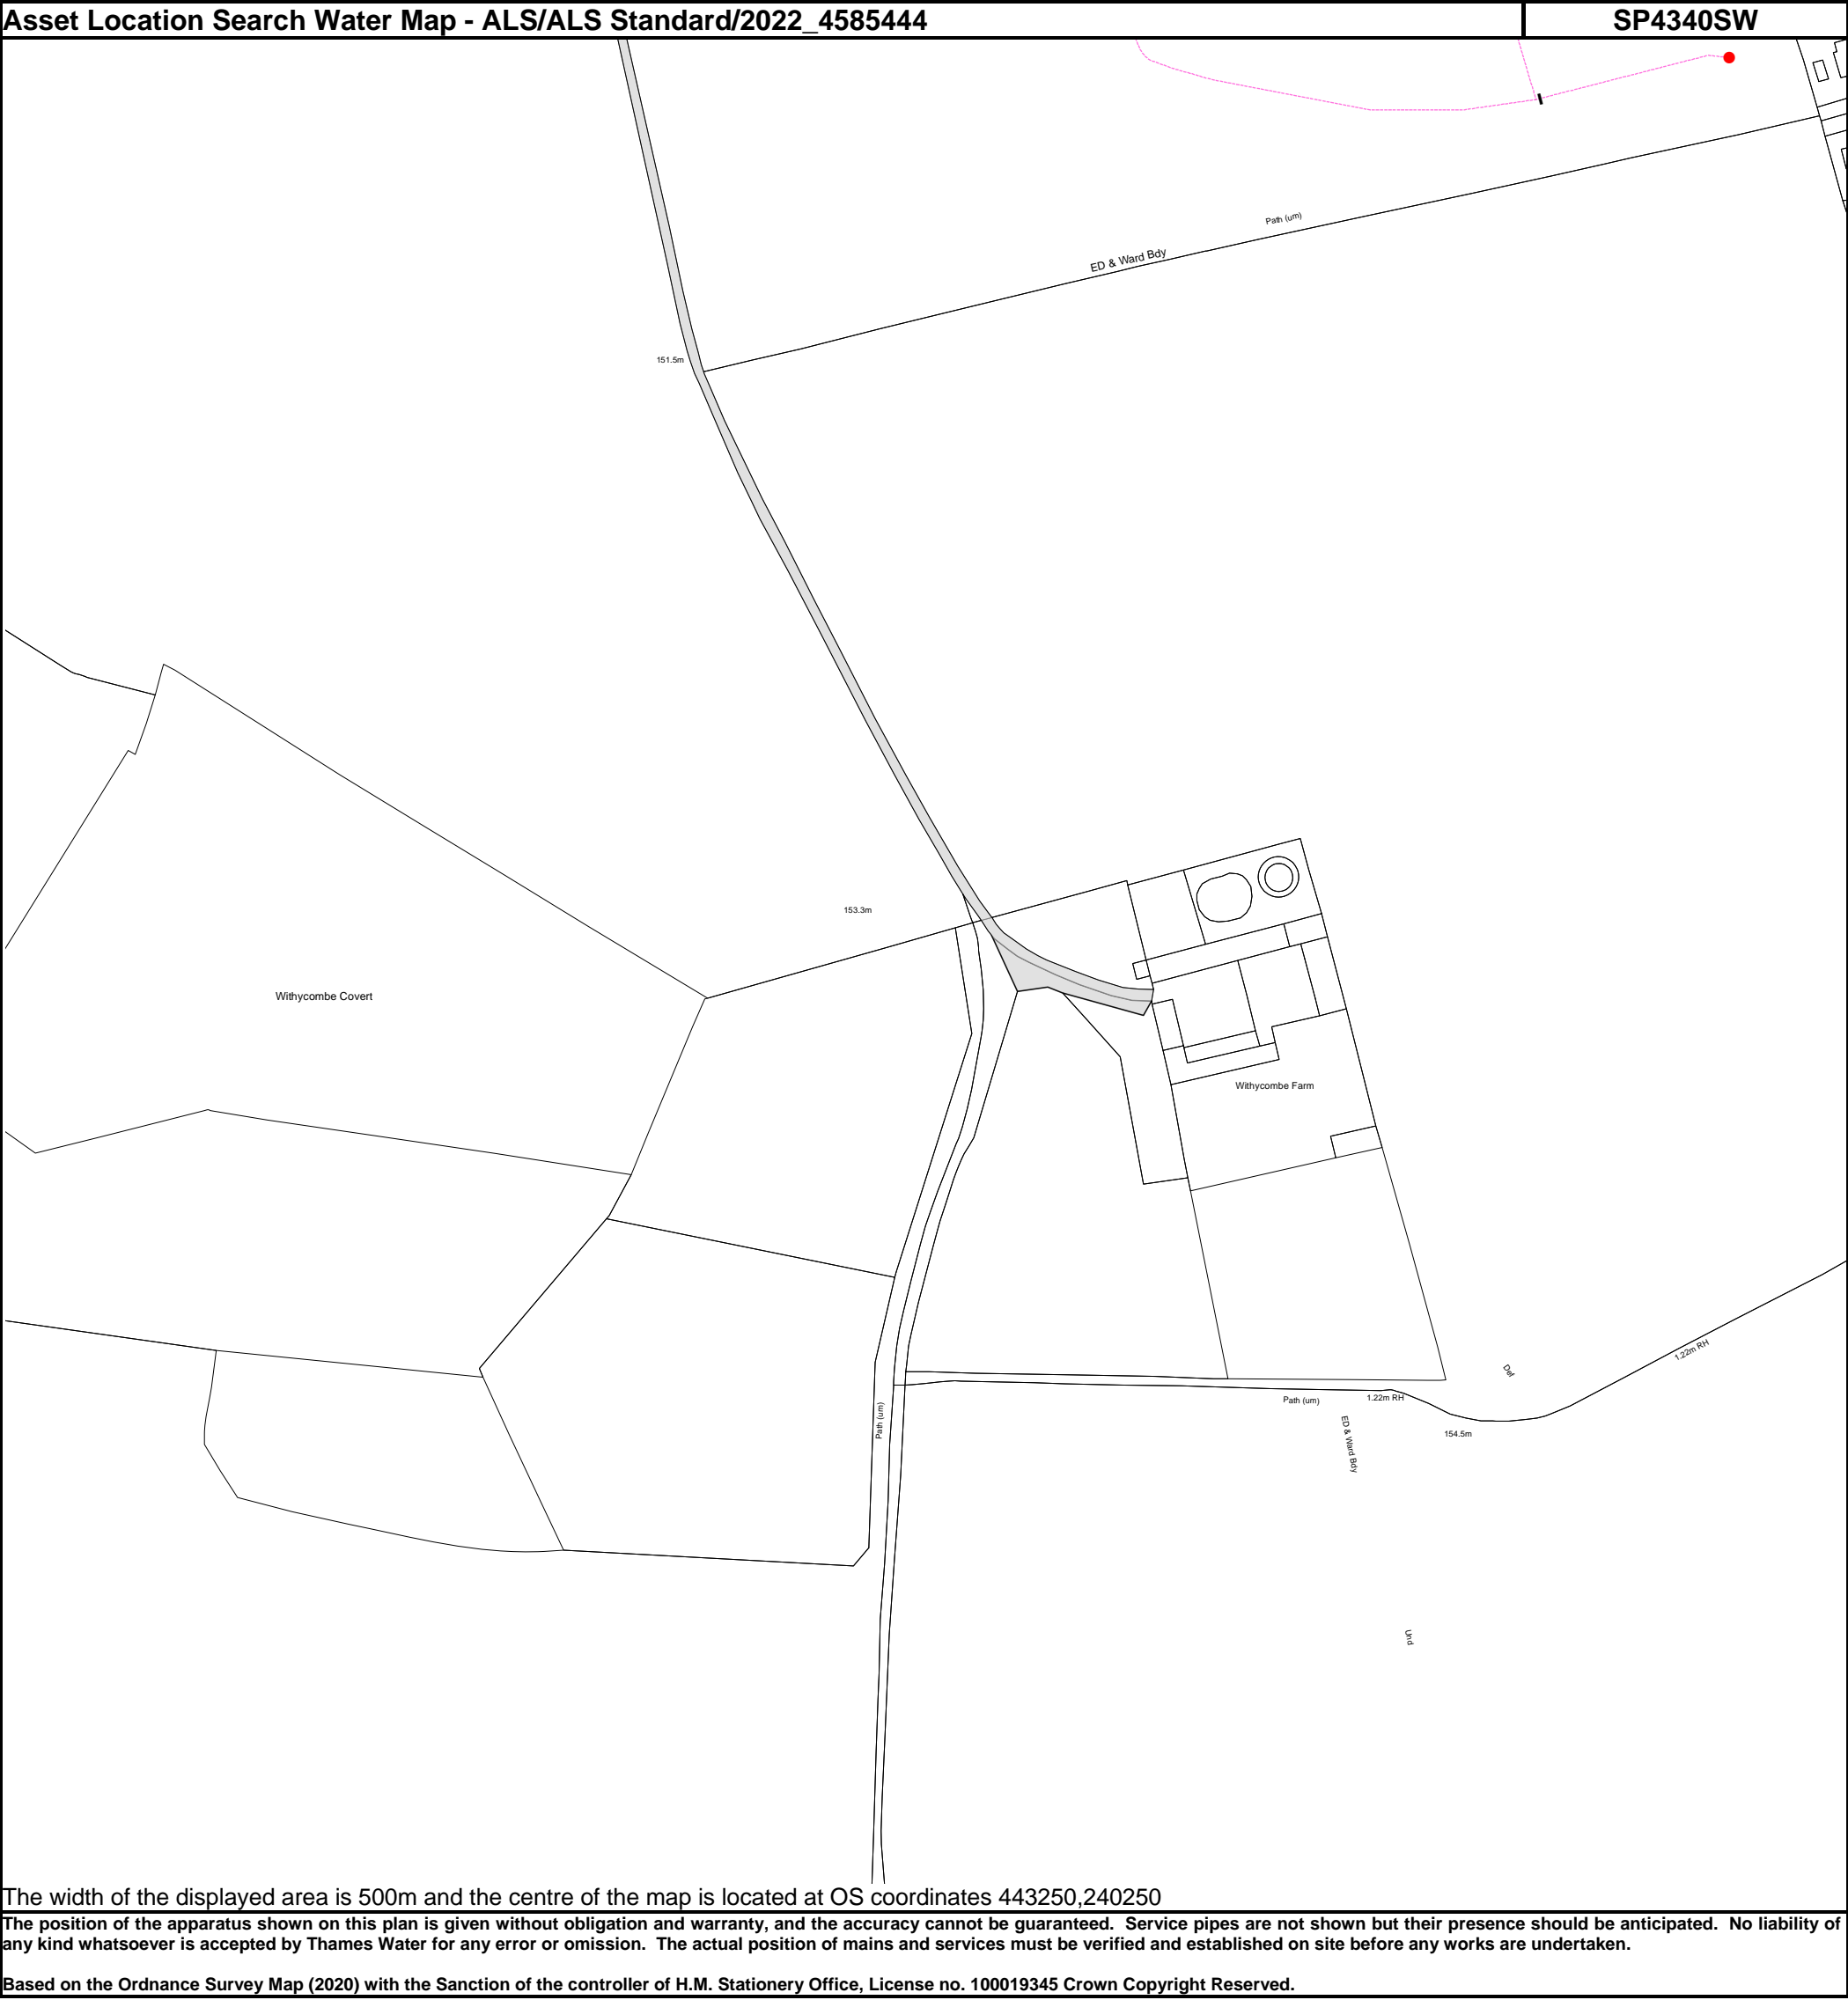 Asset Location Search Water Map - ALS/ALS Standard/2022_4585444
SP4340SW
Path (um)
ED & Ward Bdy
151.5m
153.3m
Withycombe Covert
Withycombe Farm
1.22m RH
Def
Path (um)
1.22m RH
Path (um)
ED & Ward Bdy
154.5m
Und
The width of the displayed area is 500m and the centre of the map is located at OS coordinates 443250,240250
The position of the apparatus shown on this plan is given without obligation and warranty, and the accuracy cannot be guaranteed. Service pipes are not shown but their presence should be anticipated. No liability of
any kind whatsoever is accepted by Thames Water for any error or omission. The actual position of mains and services must be verified and established on site before any works are undertaken.
Based on the Ordnance Survey Map (2020) with the Sanction of the controller of H.M. Stationery Office, License no. 100019345 Crown Copyright Reserved.